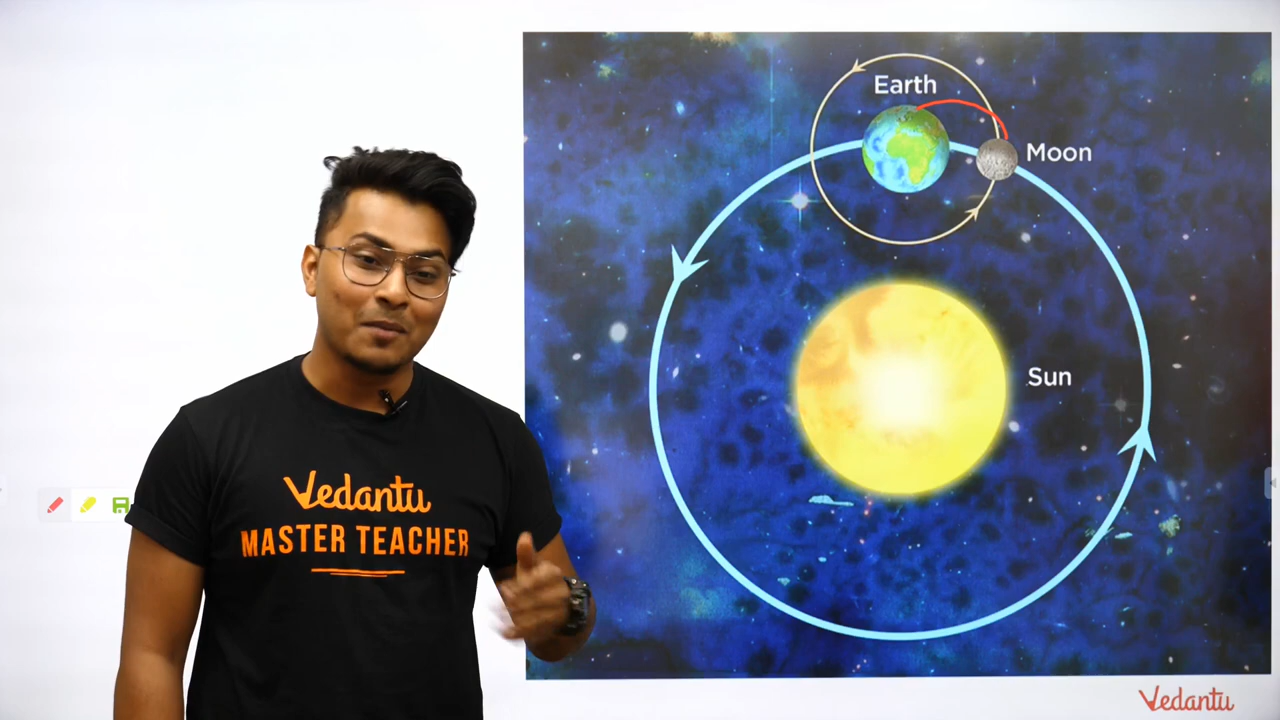 Earth
Moon
Sun
Vedantu
MASTER TEACHER
Vedantu